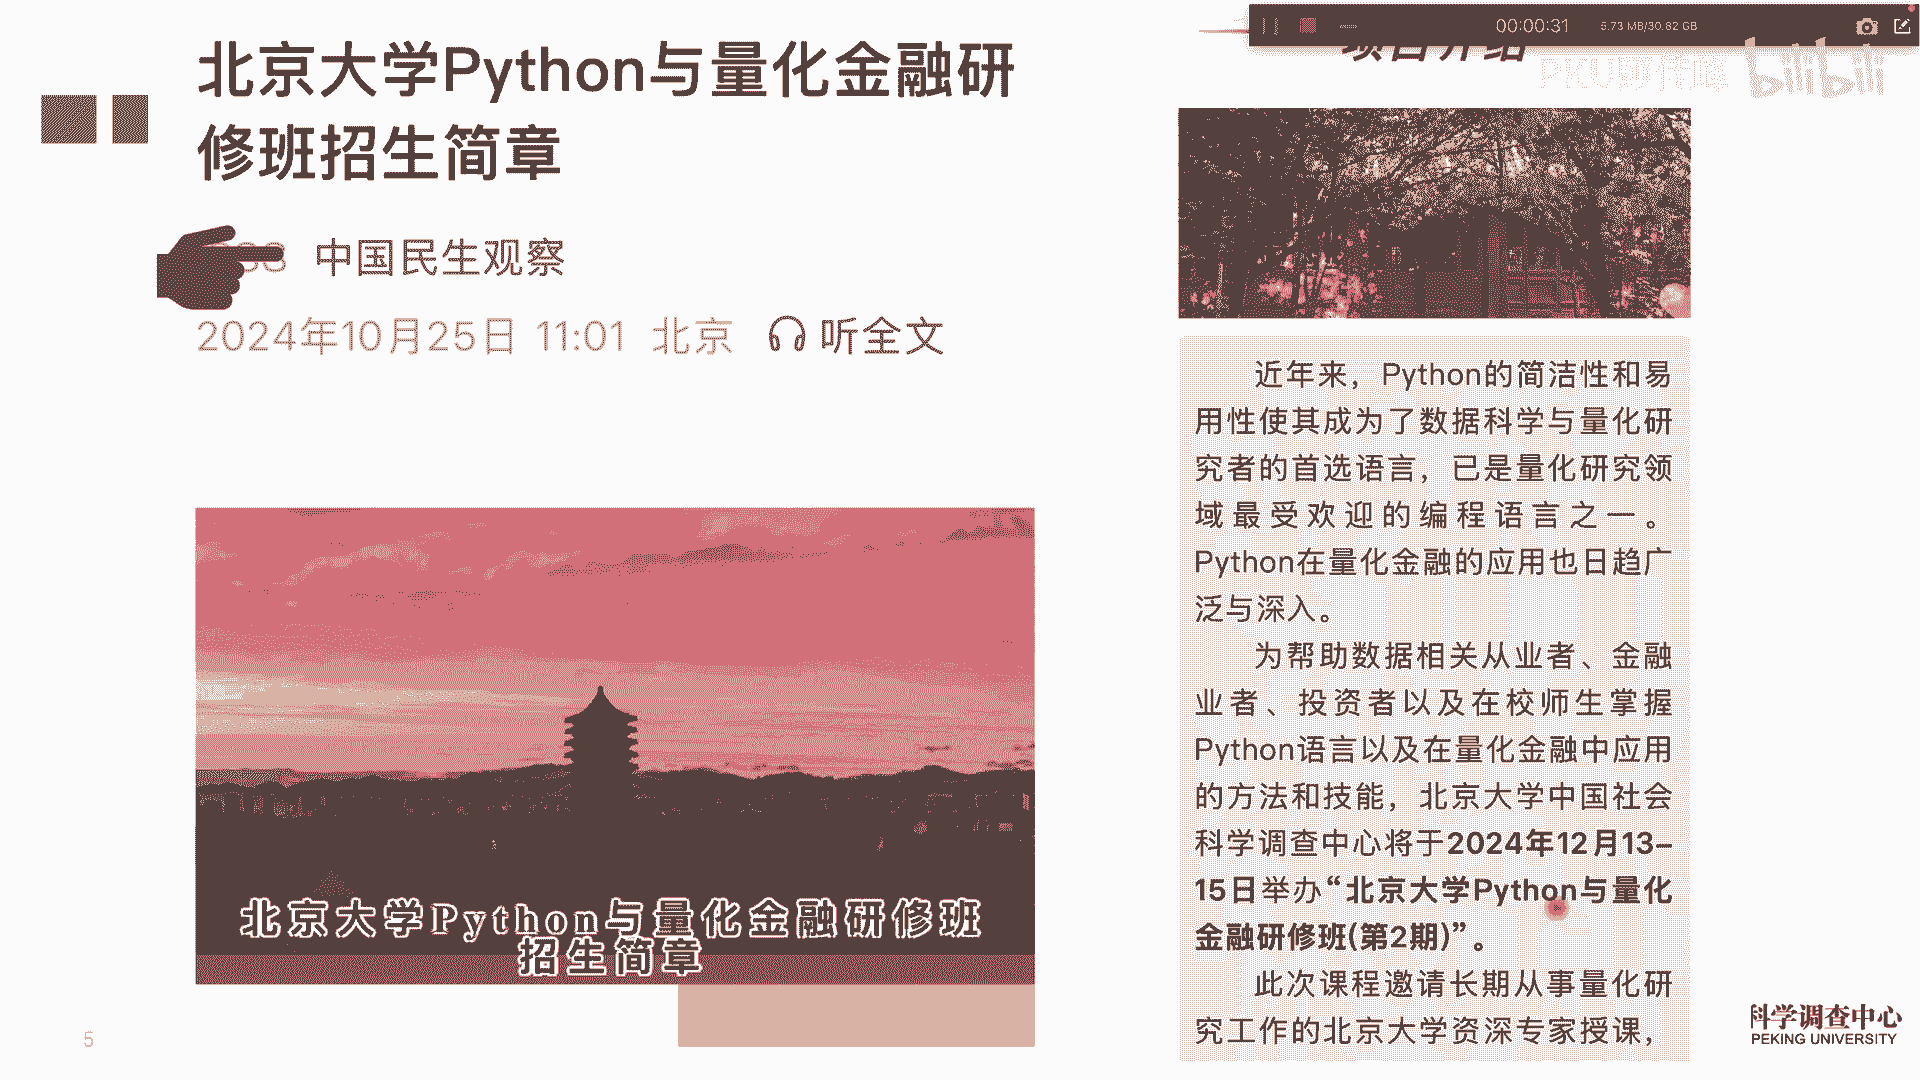 北京大学Python与量化金融研
修班招生简章
中国民生观察
2024年10月25日 11:01 北京 听全文
北京大学Python与量化金融研修班
招生简章
5
00:00:31 5.73 MB/30.82 GB
项目介绍
bilibili
近年来，Python的简洁性和易
用性使其成为了数据科学与量化研
究者的首选语言，已是量化研究领
域最受欢迎的编程语言之一。
Python在量化金融的应用也日趋广
泛与深入。
为帮助数据相关从业者、金融
业者、投资者以及在校师生掌握
Python语言以及在量化金融中应用
的方法和技能，北京大学中国社会
科学调查中心将于2024年12月13–
15日举办“北京大学Python与量化
金融研修班(第2期)”。
此次课程邀请长期从事量化研
究工作的北京大学资深专家授课，
科学调查中心
PEKING UNIVERSITY